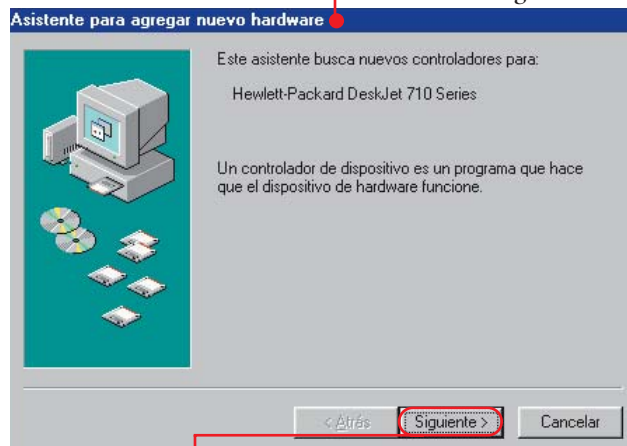 Asistente para agregar nuevo hardware
Este asistente busca nuevos controladores para:
Hewlett-Packard DeskJet 710 Series
Un controlador de dispositivo es un programa que hace
que el dispositivo de hardware funcione.
< Atrás
Siguiente >
Cancelar